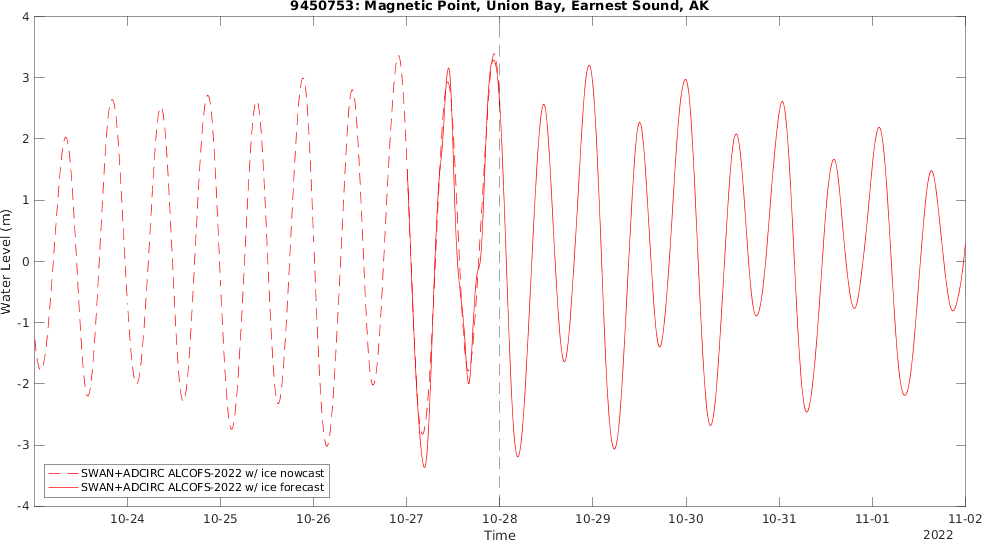 9450753: Magnetic Point, Union Bay, Earnest Sound, AK
4
3
2
1
0
-1
-2
-3
-4
Water Level (m)
SWAN+ADCIRC ALCOFS-2022 w/ ice nowcast
SWAN+ADCIRC ALCOFS-2022 w/ ice forecast
10-24 10-25 10-26 10-27 10-28 10-29 10-30 10-31 11-01 11-02
Time
2022